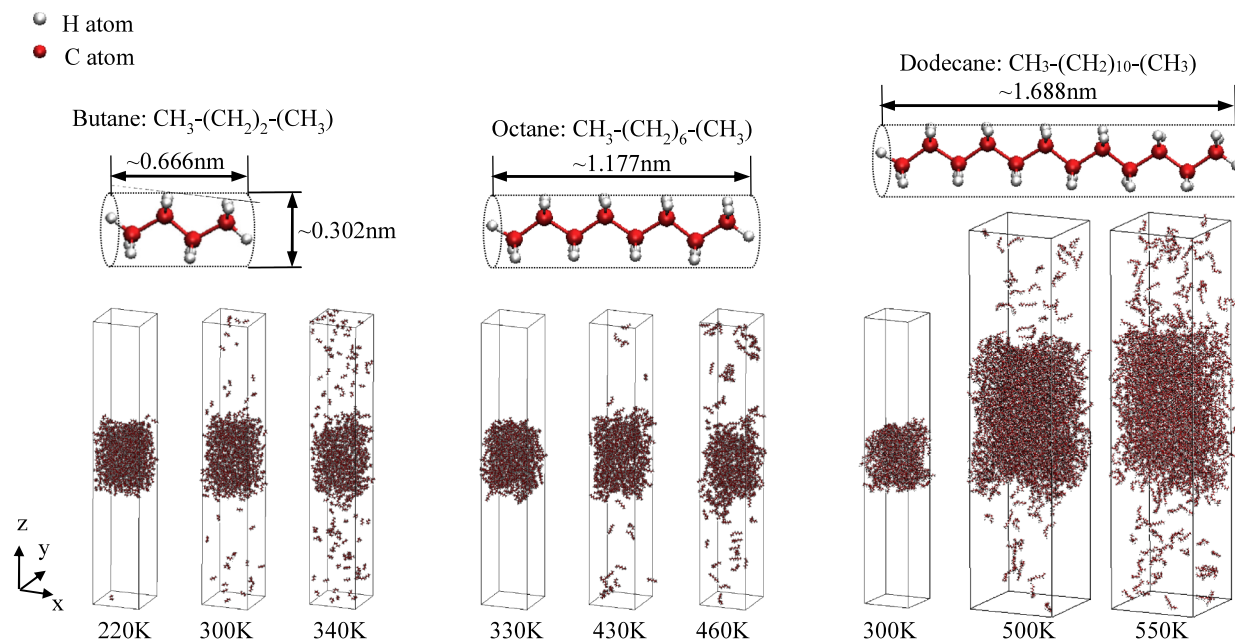 H atom
C atom
Butane: CH₃-(CH₂)₂-(CH₃)
~0.666nm
~0.302nm
Octane: CH₃-(CH₂)₆-(CH₃)
~1.177nm
Dodecane: CH₃-(CH₂)₁₀-(CH₃)
~1.688nm
z
y
x
220K
300K
340K
330K
430K
460K
300K
500K
550K